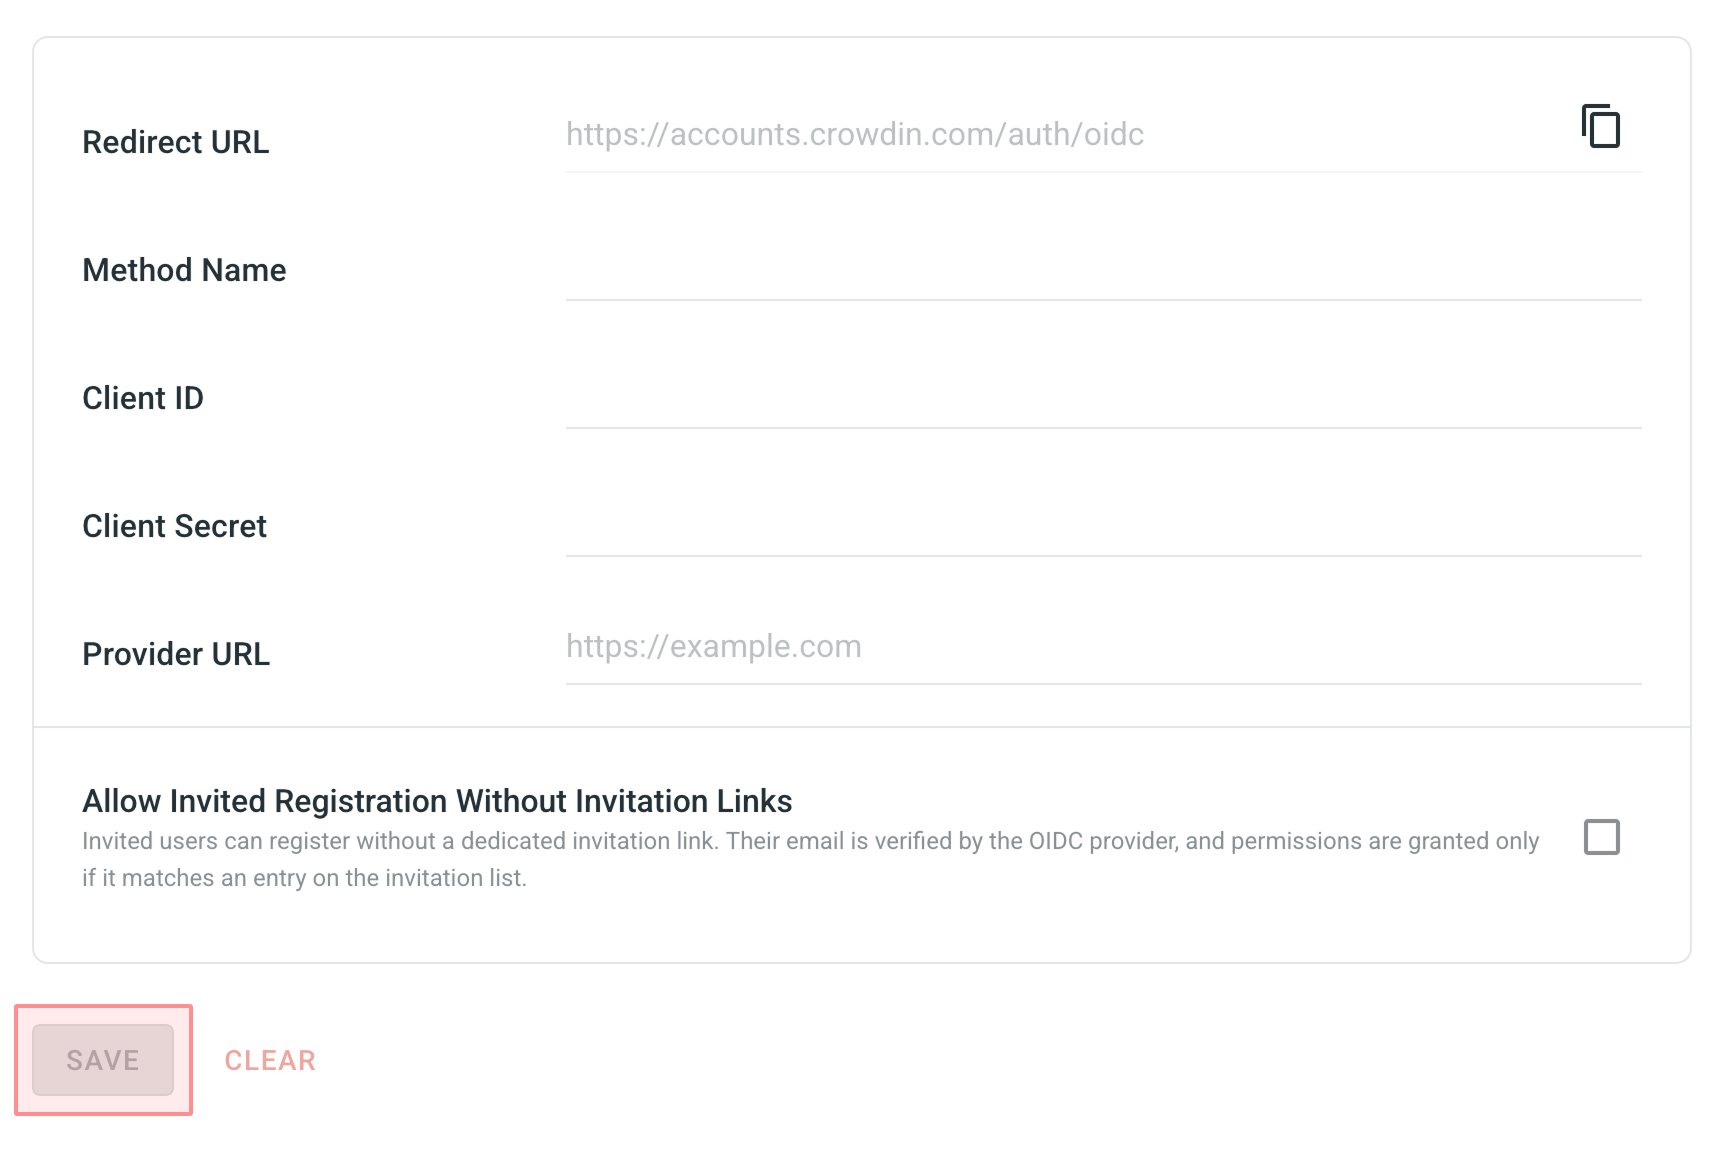 Redirect URL
https://accounts.crowdin.com/auth/oidc
Method Name
Client ID
Client Secret
Provider URL
https://example.com
Allow Invited Registration Without Invitation Links
Invited users can register without a dedicated invitation link. Their email is verified by the OIDC provider, and permissions are granted only
if it matches an entry on the invitation list.
SAVE
CLEAR